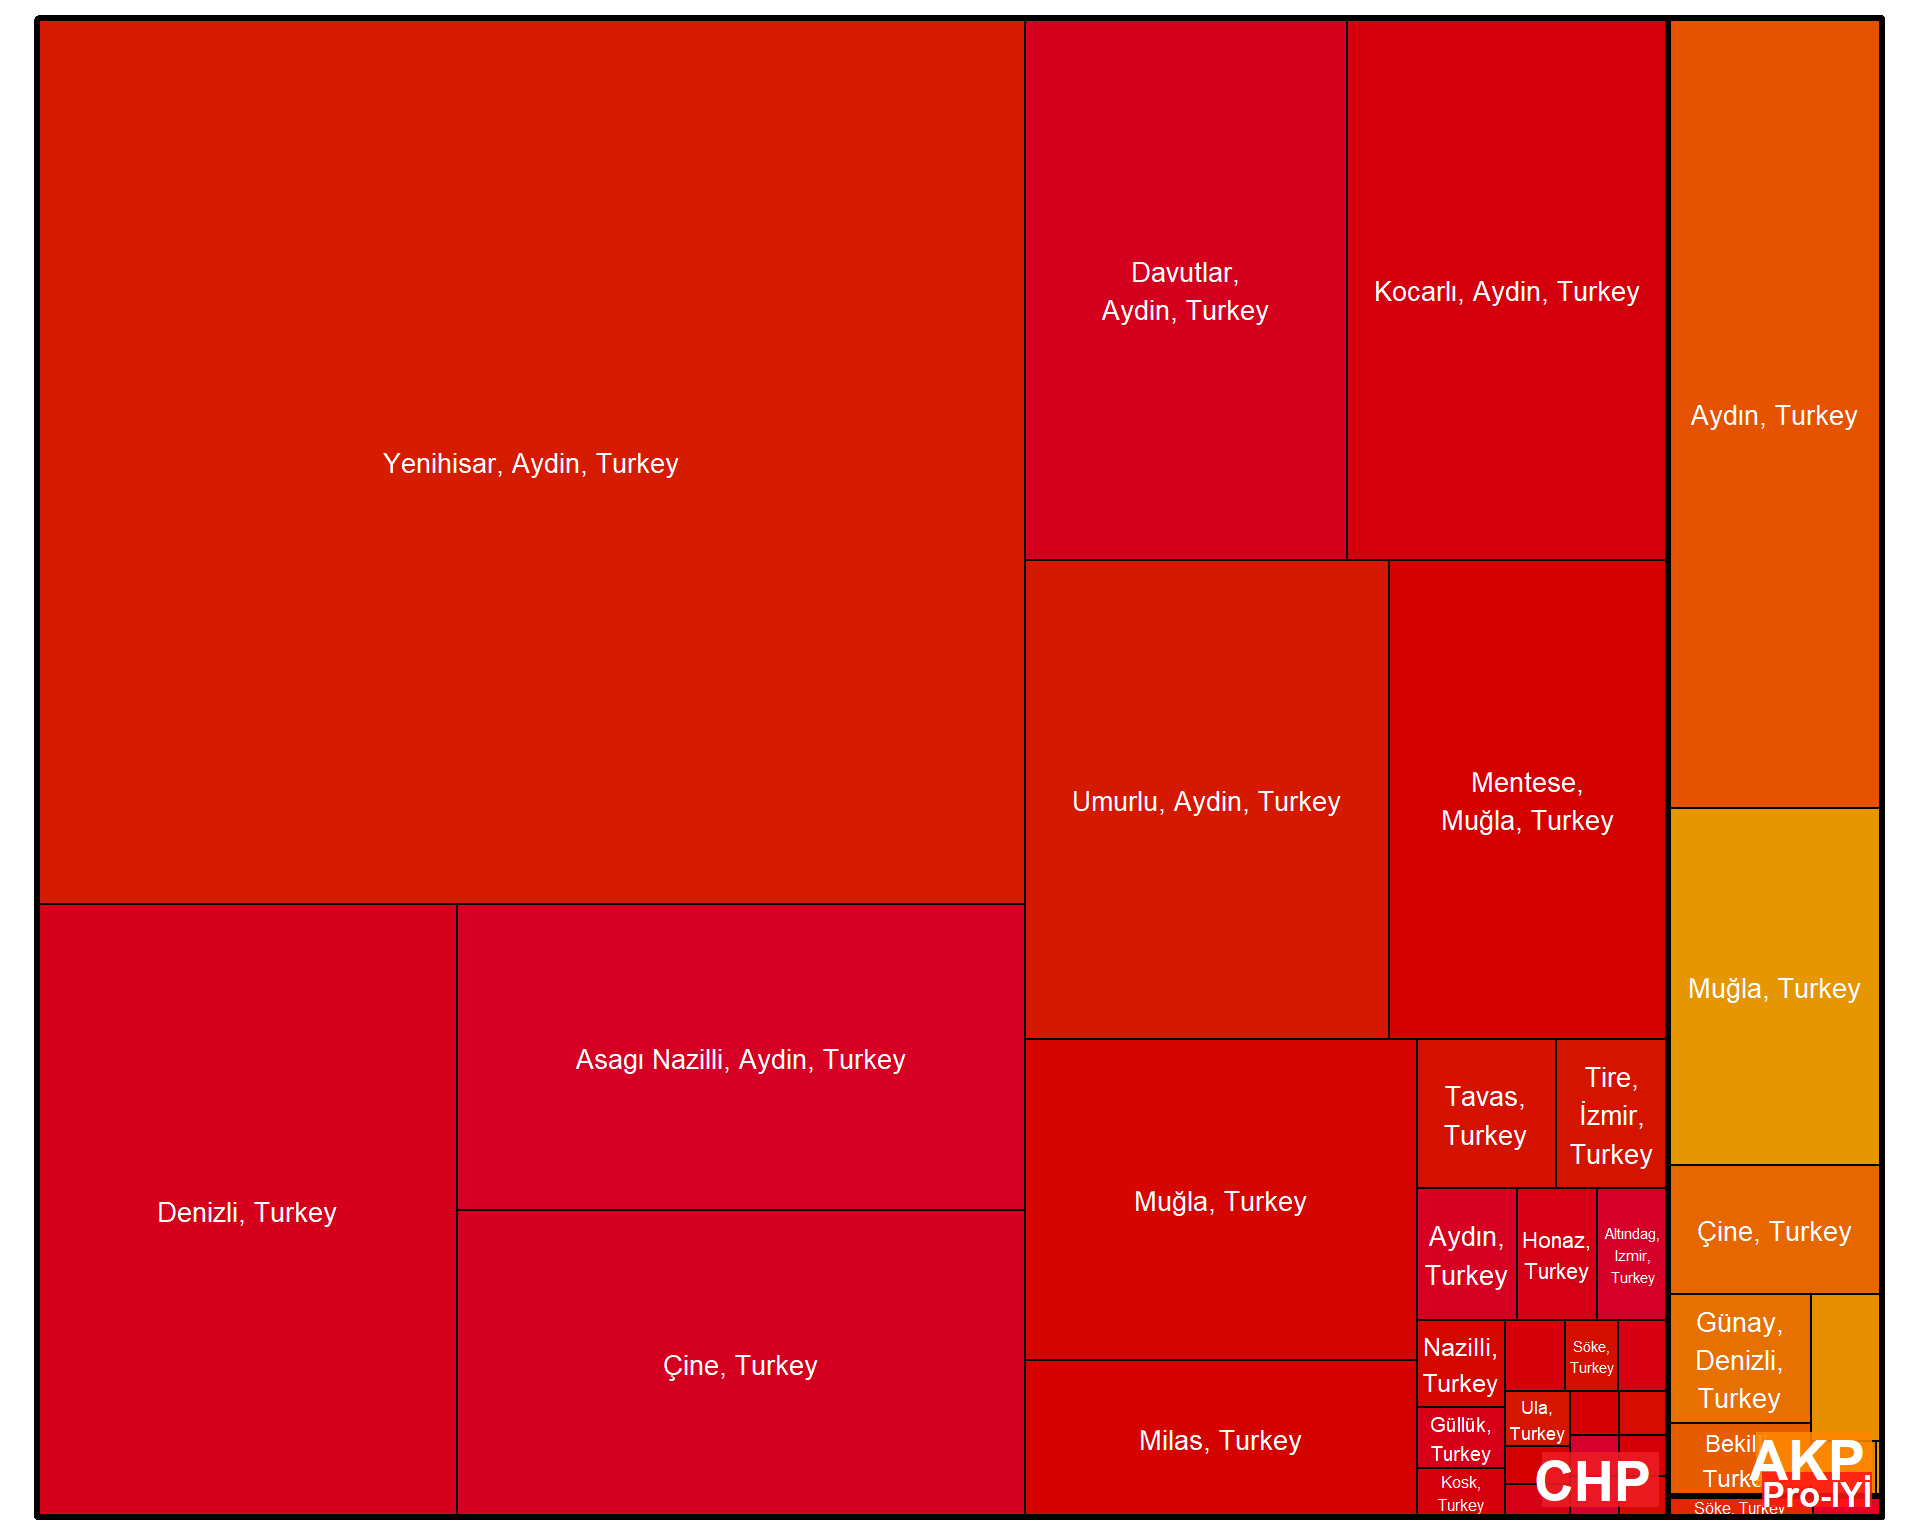 Yenihisar, Aydin, Turkey
Denizli, Turkey
Asagı Nazilli, Aydin, Turkey
Çine, Turkey
Davutlar,
Aydin, Turkey
Kocarlı, Aydin, Turkey
Umurlu, Aydin, Turkey
Mentese,
Muğla, Turkey
Muğla, Turkey
Milas, Turkey
Tavas,
Turkey
Tire,
İzmir,
Turkey
Aydın,
Turkey
Honaz,
Turkey
Altındag,
Izmir,
Turkey
Nazilli,
Turkey
Söke,
Turkey
Güllük,
Turkey
Ula,
Turkey
Kosk,
Turkey
CHP
Aydın, Turkey
Muğla, Turkey
Çine, Turkey
Günay,
Denizli,
Turkey
AKP
Pro-IYİ
Söke, Turkey